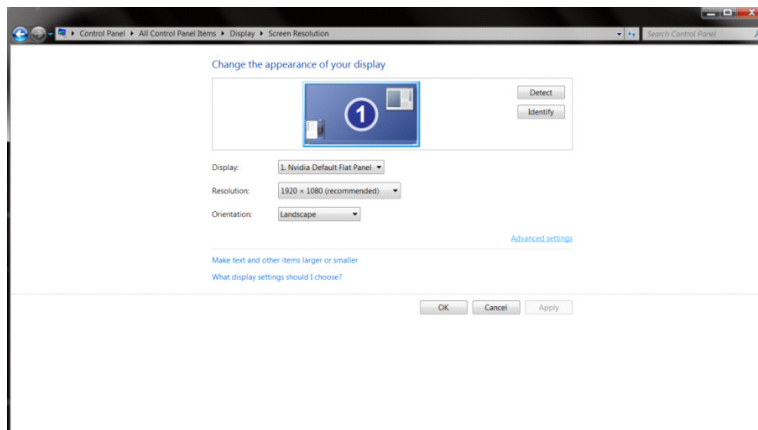 Control Panel ▸ All Control Panel Items ▸ Display ▸ Screen Resolution
Search Control Panel
Change the appearance of your display
1
Detect
Identify
Display: 1. Nvidia Default Flat Panel
Resolution: 1920 × 1080 (recommended)
Orientation: Landscape
Advanced settings
Make text and other items larger or smaller
What display settings should I choose?
OK Cancel Apply